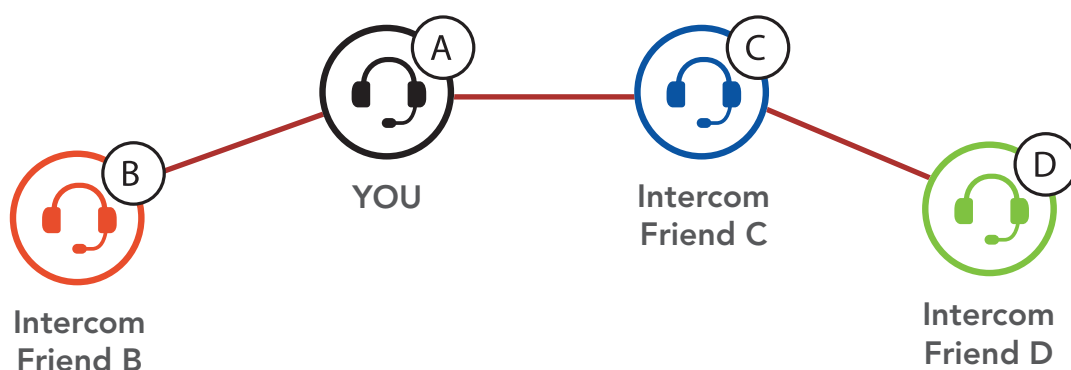 A
C
B
D
YOU
Intercom
Friend C
Intercom
Friend B
Intercom
Friend D